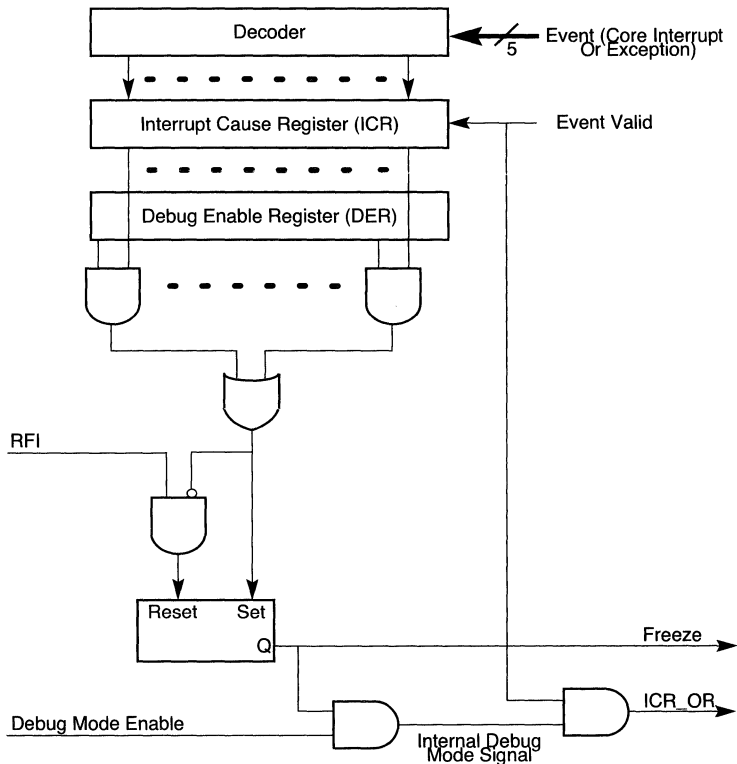 Decoder
Event (Core Interrupt
Or Exception)
5
Interrupt Cause Register (ICR)
Event Valid
Debug Enable Register (DER)
RFI
Reset
Set
Q
Freeze
ICR_OR
Debug Mode Enable
Internal Debug
Mode Signal